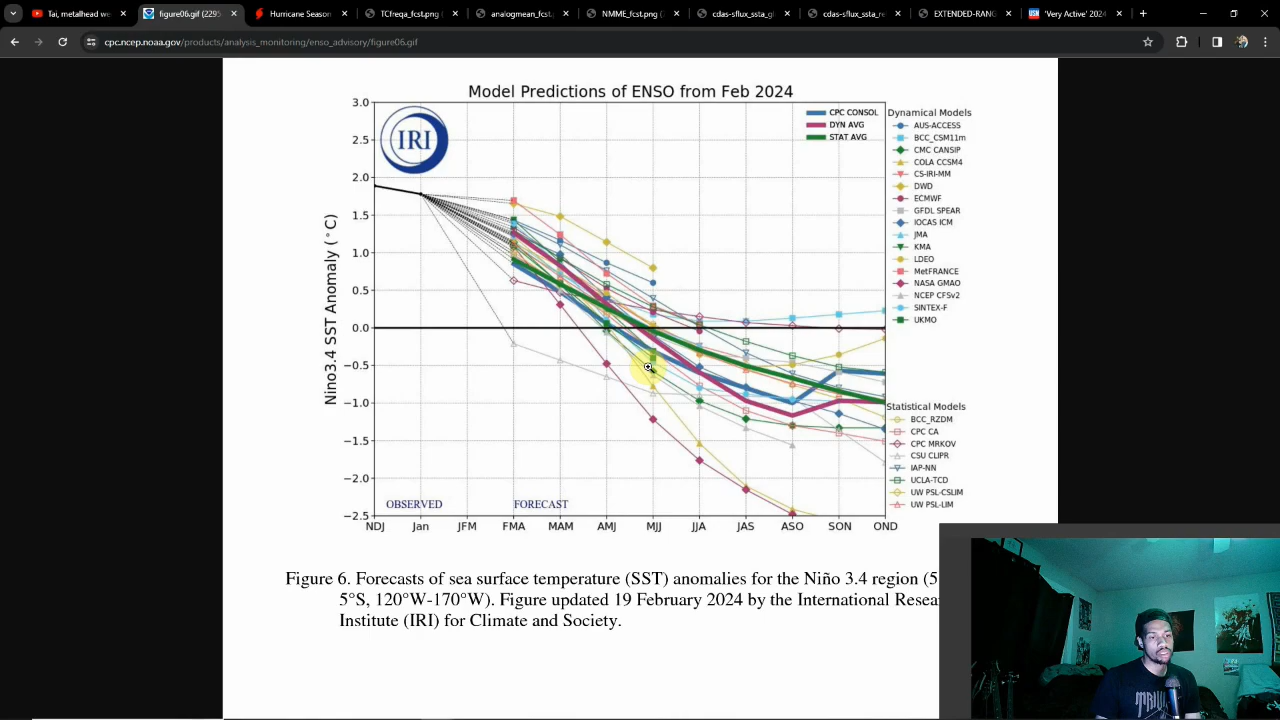 Tai, metalhead we
figure06.gif (2295
Hurricane Season
TCfreqa_fcst.png (
analogmean_fcst.
NMME_fcst.png (
cdas-sflux_ssta_gl
cdas-sflux_ssta_re
EXTENDED-RANG
'Very Active' 2024
cpc.ncep.noaa.gov/products/analysis_monitoring/enso_advisory/figure06.gif
Model Predictions of ENSO from Feb 2024
IRI
CPC CONSOL
DYN AVG
STAT AVG
Nino3.4 SST Anomaly (°C)
3.0
2.5
2.0
1.5
1.0
0.5
0.0
−0.5
−1.0
−1.5
−2.0
−2.5
OBSERVED
FORECAST
NDJ Jan JFM FMA MAM AMJ MJJ JJA JAS ASO SON OND
Dynamical Models
AUS-ACCESS
BCC_CSM11m
CMC CANSIP
COLA CCSM4
CS-IRI-MM
DWD
ECMWF
GFDL SPEAR
IOCAS ICM
JMA
KMA
LDEO
MetFRANCE
NASA GMAO
NCEP CFSv2
SINTEX-F
UKMO
Statistical Models
BCC_RZDM
CPC CA
CPC MRKOV
CSU CLIPR
IAP-NN
UCLA-TCD
UW PSL-CSLIM
UW PSL-LIM
Figure 6. Forecasts of sea surface temperature (SST) anomalies for the Niño 3.4 region (5
5°S, 120°W-170°W). Figure updated 19 February 2024 by the International Resear
Institute (IRI) for Climate and Society.